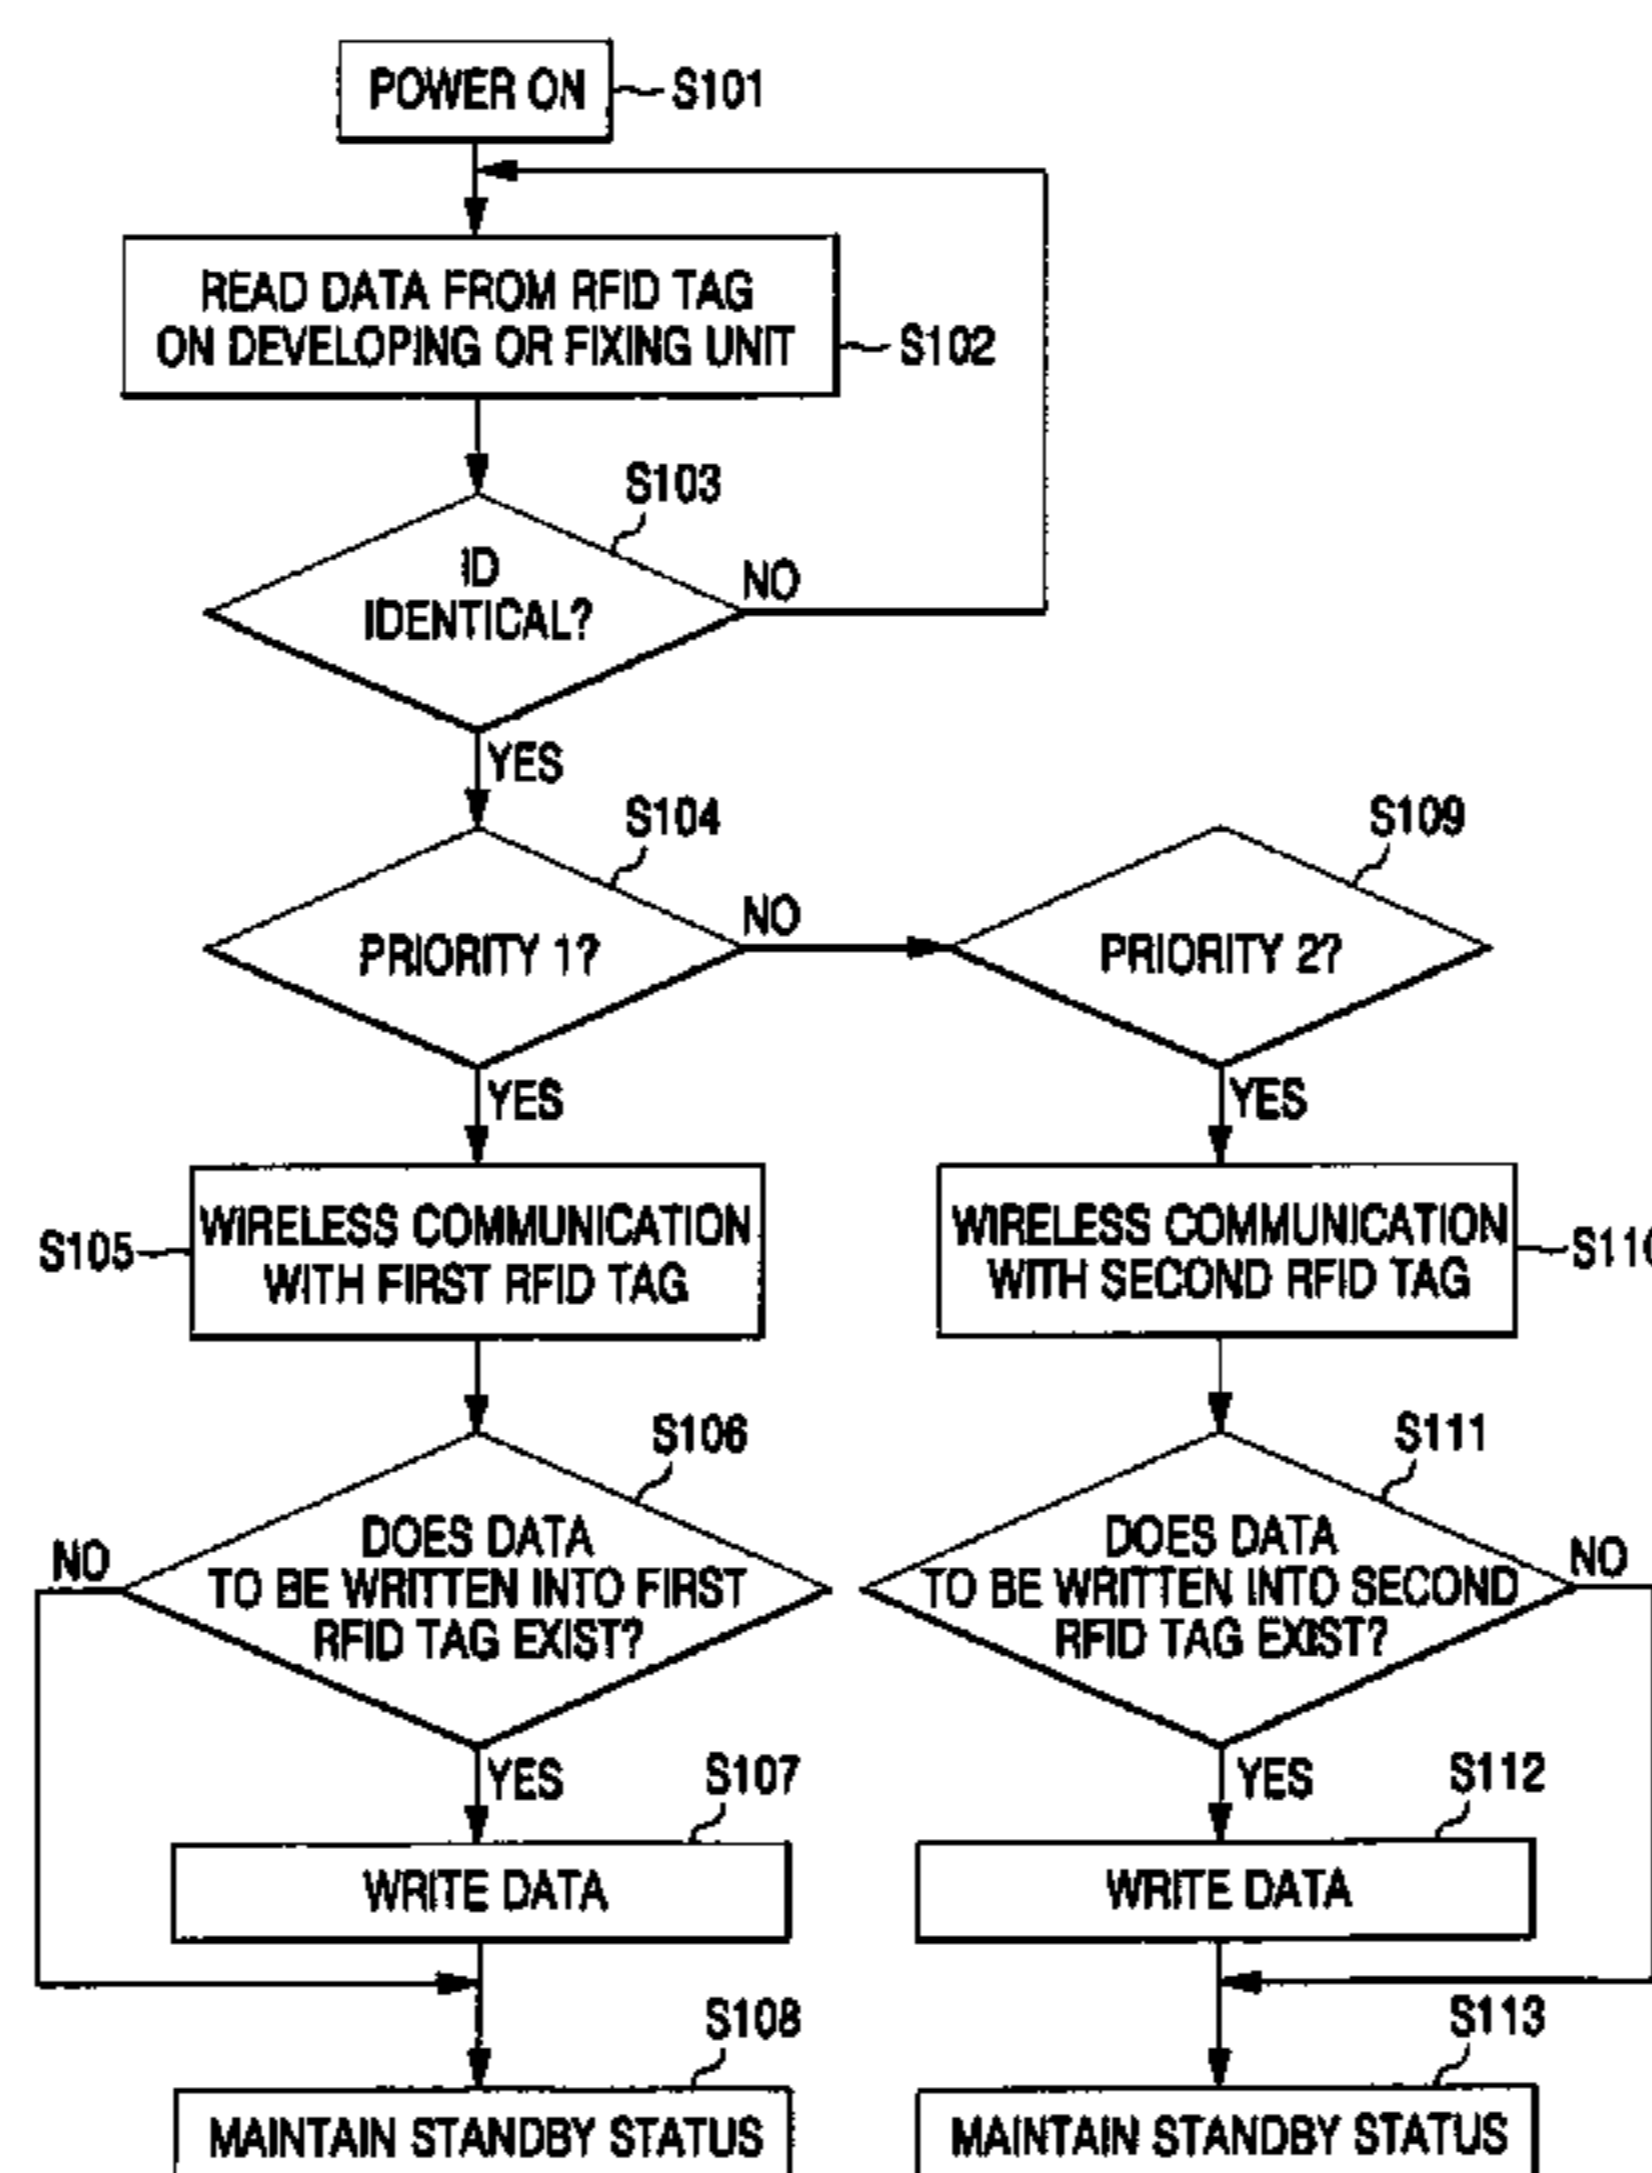 POWER ON
S101
READ DATA FROM RFID TAG
ON DEVELOPING OR FIXING UNIT
S102
S103
ID
IDENTICAL?
NO
YES
S104
PRIORITY 1?
NO
S109
PRIORITY 2?
YES
YES
S105
WIRELESS COMMUNICATION
WITH FIRST RFID TAG
WIRELESS COMMUNICATION
WITH SECOND RFID TAG
S110
S106
DOES DATA
TO BE WRITTEN INTO FIRST
RFID TAG EXIST?
NO
S111
DOES DATA
TO BE WRITTEN INTO SECOND
RFID TAG EXIST?
NO
YES
S107
WRITE DATA
YES
S112
WRITE DATA
S108
MAINTAIN STANDBY STATUS
S113
MAINTAIN STANDBY STATUS